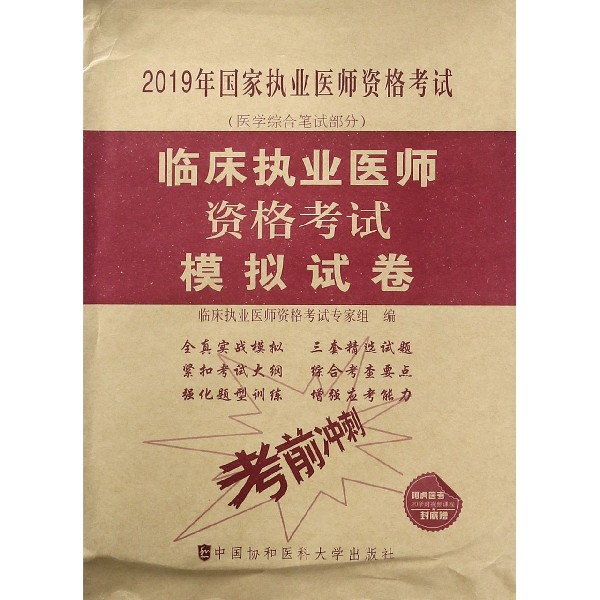 2019年国家执业医师资格考试
(医学综合笔试部分)
临床执业医师
资格考试
模拟试卷
临床执业医师资格考试专家组 编
全真实战模拟 三套精选试题
紧扣考试大纲 综合考查要点
强化题型训练 增强应考能力
考前冲刺
封底赠
中国协和医科大学出版社